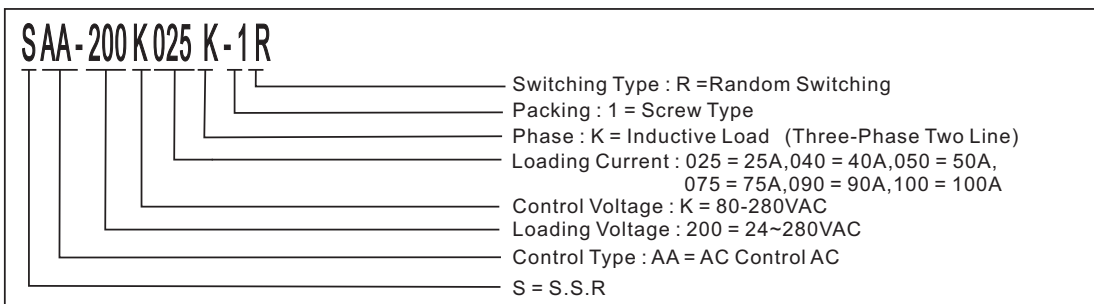 SAA-200K025K-1R
Switching Type : R =Random Switching
Packing : 1 = Screw Type
Phase : K = Inductive Load (Three-Phase Two Line)
Loading Current : 025 = 25A,040 = 40A,050 = 50A,
075 = 75A,090 = 90A,100 = 100A
Control Voltage : K = 80-280VAC
Loading Voltage : 200 = 24~280VAC
Control Type : AA = AC Control AC
S = S.S.R